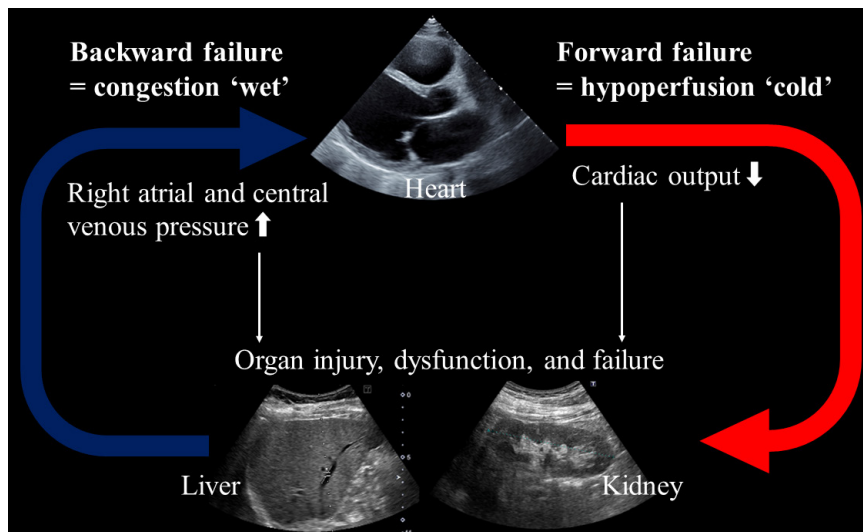 Backward failure
= congestion ‘wet’
Forward failure
= hypoperfusion ‘cold’
Heart
Right atrial and central
venous pressure ⬆
Cardiac output ⬇
Organ injury, dysfunction, and failure
Liver
Kidney